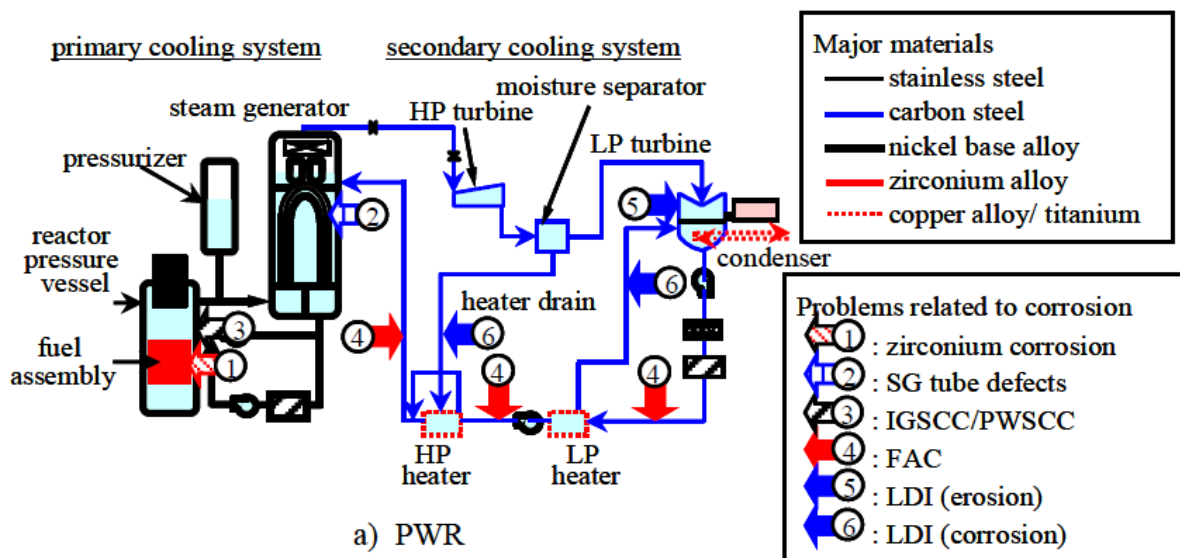 primary cooling system
secondary cooling system
moisture separator
steam generator
HP turbine
LP turbine
pressurizer
reactor
pressure
vessel
fuel
assembly
heater drain
condenser
1
2
3
4
6
4
5
6
4
HP
heater
LP
heater
a) PWR
Major materials
stainless steel
carbon steel
nickel base alloy
zirconium alloy
copper alloy/ titanium
Problems related to corrosion
1 : zirconium corrosion
2 : SG tube defects
3 : IGSCC/PWSCC
4 : FAC
5 : LDI (erosion)
6 : LDI (corrosion)